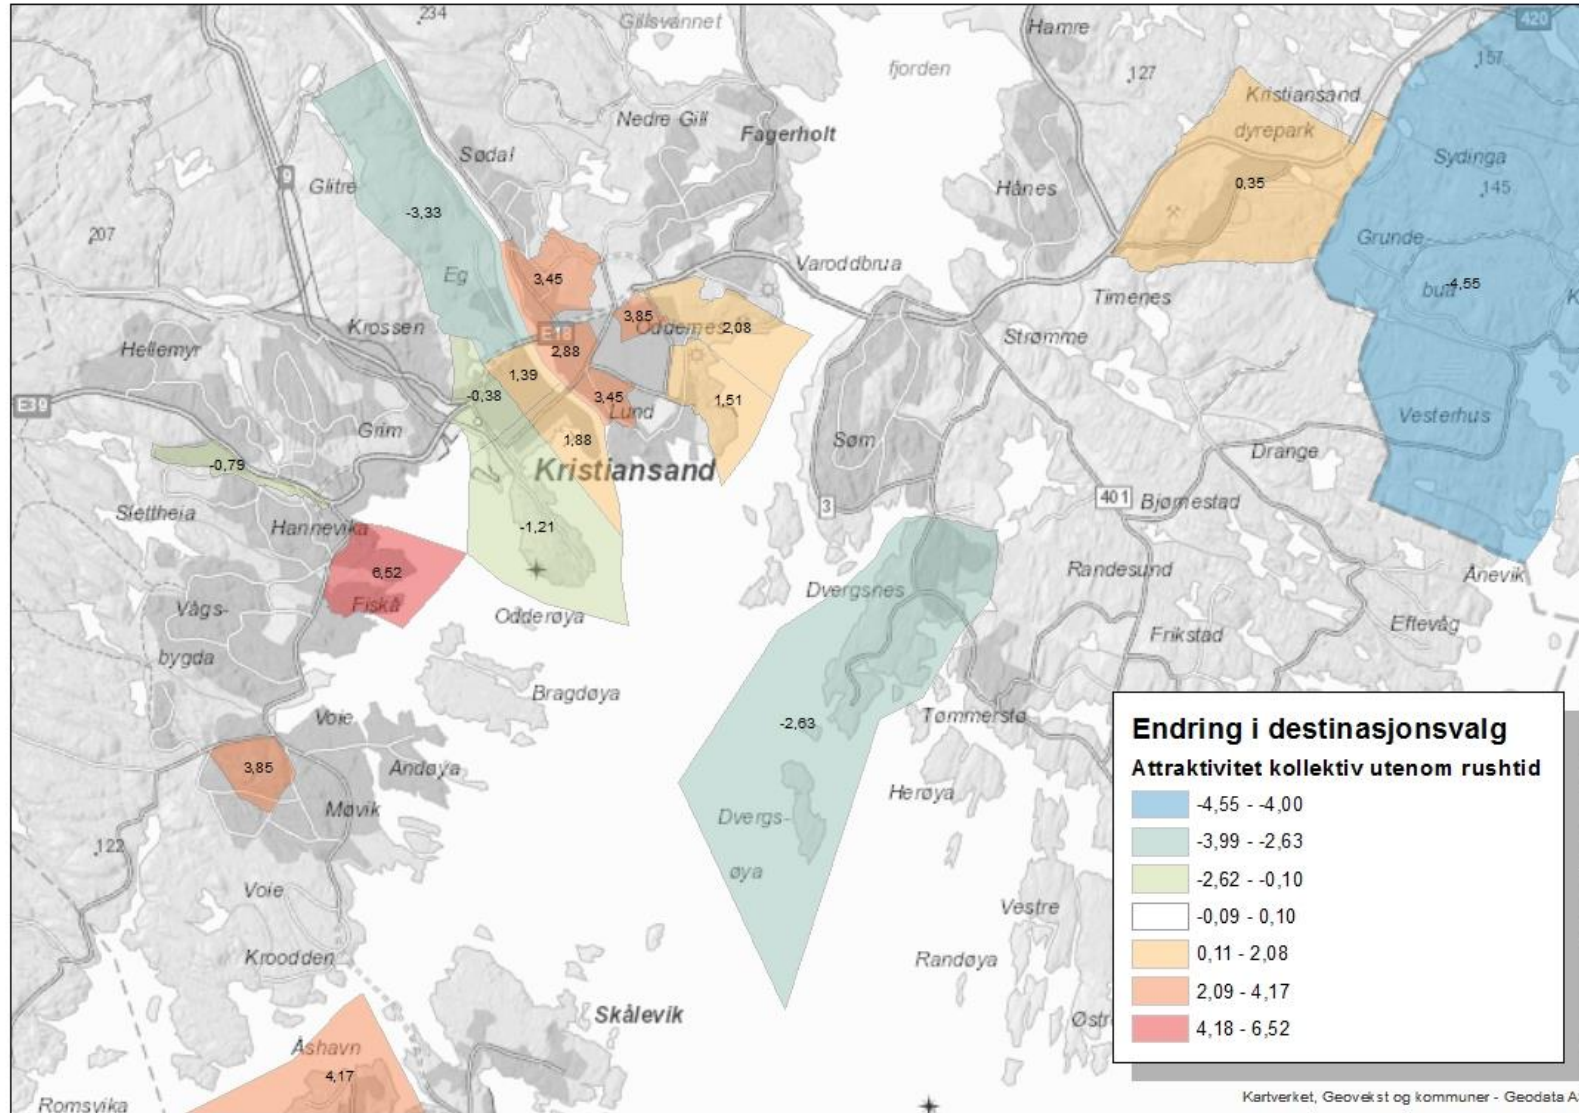 234
Gillsvannet
Hamre
420
fjorden
157
127
Kristiansand
dyrepark
Nedre Gill
Fagerholt
Sødal
Sydinga
145
9
Glitre
Hånes
0,35
-3,33
207
Grunde-
bua
-4,55
Varoddbrua
Eg
3,45
Timenes
Krossen
3,85
Oddernes
2,08
E18
Strømme
Hellemyr
2,88
1,39
-0,38
3,45
1,51
E39
Lund
Vesterhus
Grim
1,88
Søm
Drange
-0,79
Kristiansand
401
Bjørnestad
3
Slettheia
Hannevika
-1,21
6,52
Randesund
Ånevik
Dvergsnes
Vågs-
bygda
Fiskå
Odderøya
Frikstad
Eftevåg
Bragdøya
Voie
-2,63
Tømmerstø
3,85
Andøya
Møvik
Herøya
Dvergs-
øya
122
Voie
Vestre
Kroodden
Randøya
Skålevik
Østr
Åshavn
4,17
Romsvika
Endring i destinasjonsvalg
Attraktivitet kollektiv utenom rushtid
-4,55 - -4,00
-3,99 - -2,63
-2,62 - -0,10
-0,09 - 0,10
0,11 - 2,08
2,09 - 4,17
4,18 - 6,52
Kartverket, Geovekst og kommuner - Geodata A